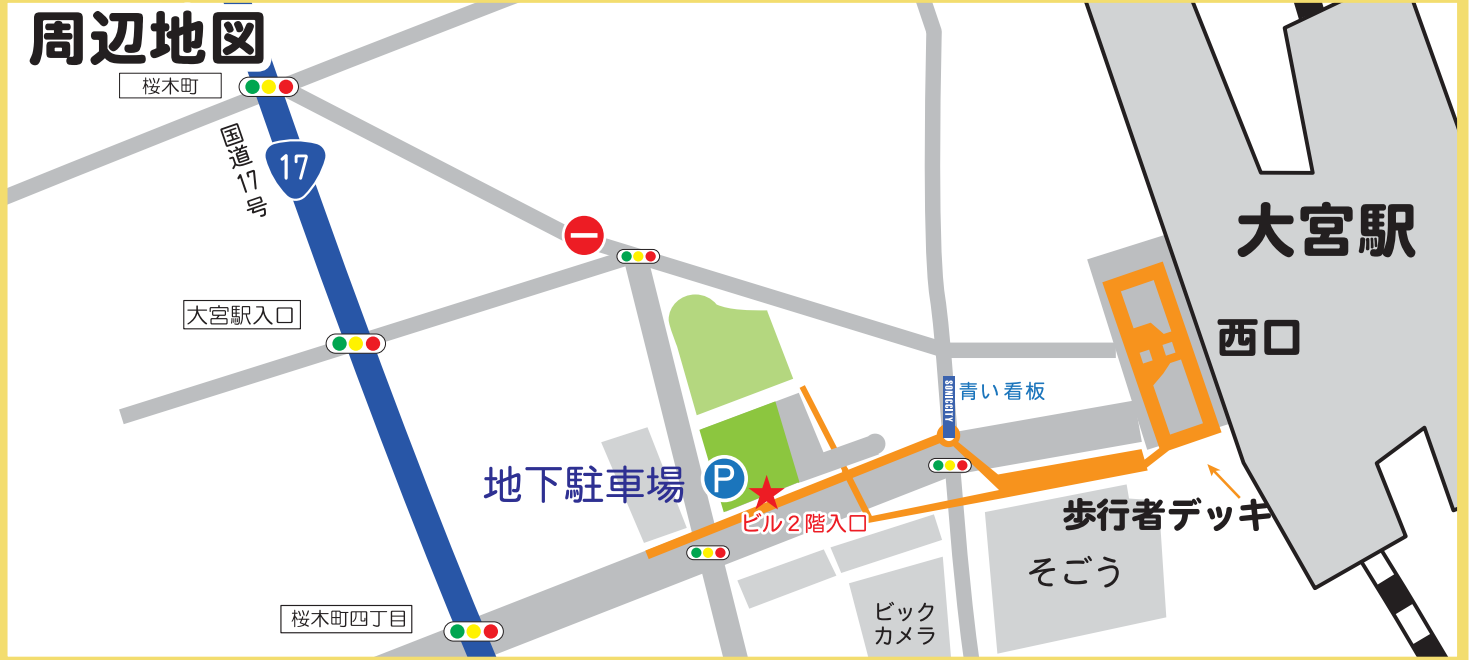 周辺地図
桜木町
国道17号
17
大宮駅
大宮駅入口
西口
SONICCITY
青い看板
地下駐車場
P
ビル2階入口
歩行者デッキ
そごう
桜木町四丁目
ビック
カメラ